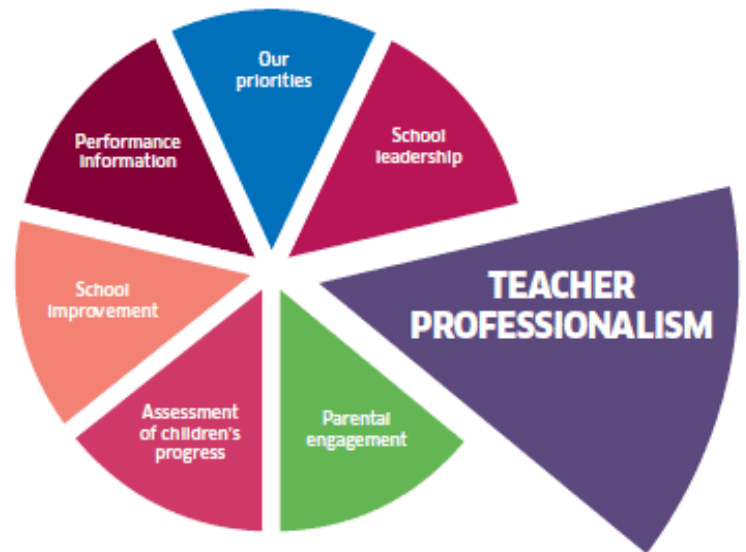 Our
priorities
School
leadership
TEACHER
PROFESSIONALISM
Parental
engagement
Assessment
of children's
progress
School
improvement
Performance
information